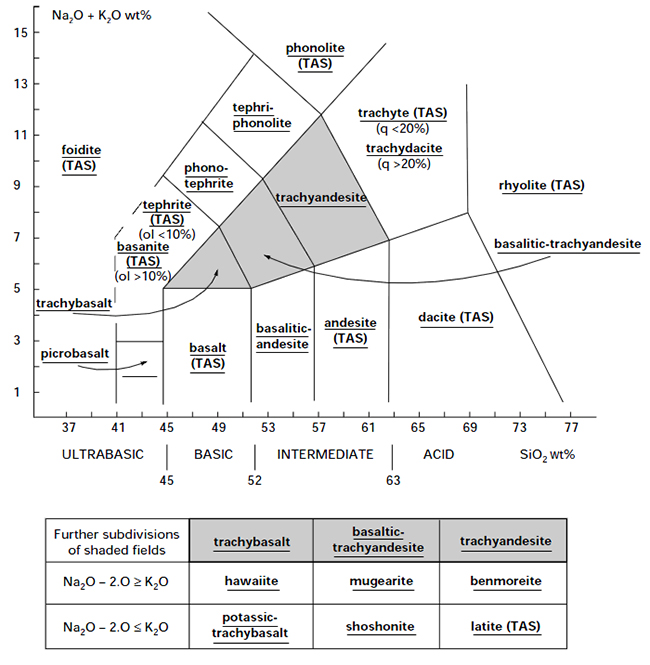 Na₂O + K₂O wt%
15
13
11
9
7
5
3
1
phonolite
(TAS)
tephri-
phonolite
trachyte (TAS)
(q <20%)
trachydacite
(q >20%)
foidite
(TAS)
phono-
tephrite
trachyandesite
rhyolite (TAS)
tephrite
(TAS)
(ol <10%)
basanite
(TAS)
(ol >10%)
basalitic-trachyandesite
trachybasalt
picrobasalt
basalt
(TAS)
basalitic-
andesite
andesite
(TAS)
dacite (TAS)
37 41 45 49 53 57 61 65 69 73 77
ULTRABASIC BASIC INTERMEDIATE ACID SiO₂ wt%
45 52 63
Further subdivisions
of shaded fields
trachybasalt
basaltic-
trachyandesite
trachyandesite
Na₂O – 2.O ≥ K₂O hawaiite mugearite benmoreite
Na₂O – 2.O ≤ K₂O
potassic-
trachybasalt
shoshonite
latite (TAS)